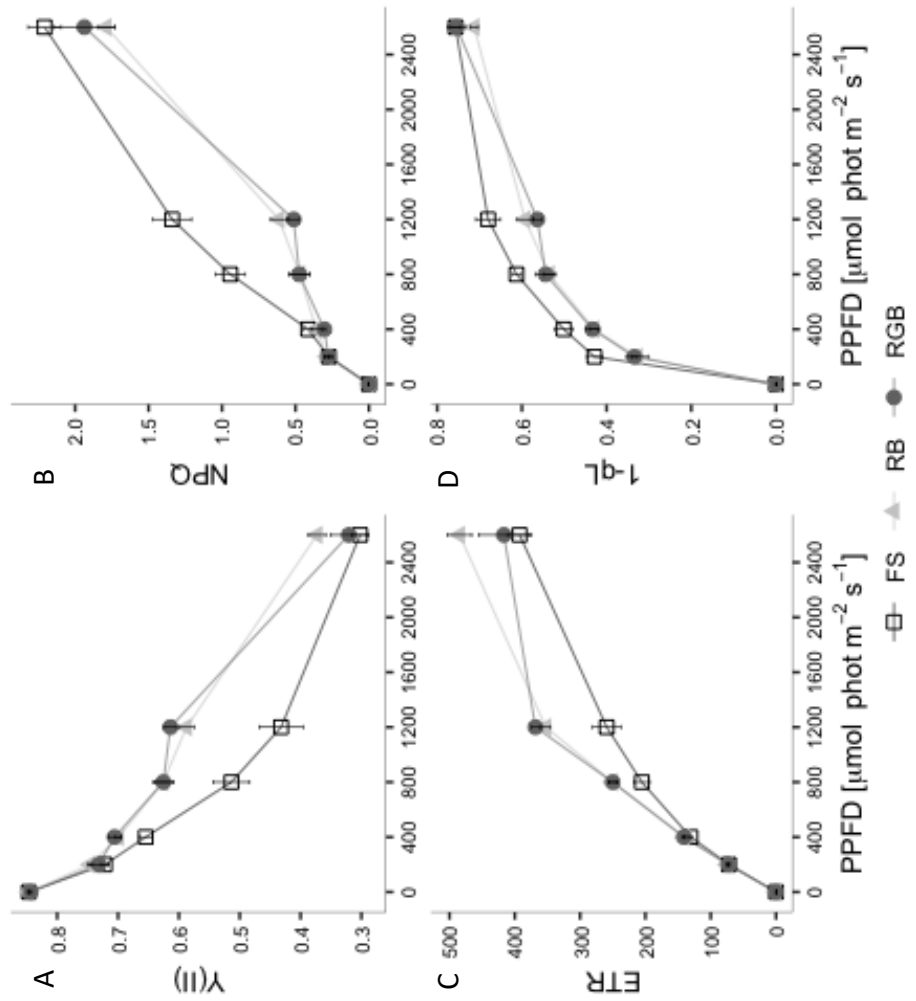 A
Y(II)
0.8
0.7
0.6
0.5
0.4
0.3
0 400 800 1200 1600 2000 2400
B
NPQ
2.0
1.5
1.0
0.5
0.0
0 400 800 1200 1600 2000 2400
C
ETR
500
400
300
200
100
0
0 400 800 1200 1600 2000 2400
PPFD [μmol phot m⁻² s⁻¹]
D
1-qL
0.8
0.6
0.4
0.2
0.0
0 400 800 1200 1600 2000 2400
PPFD [μmol phot m⁻² s⁻¹]
FS RB RGB